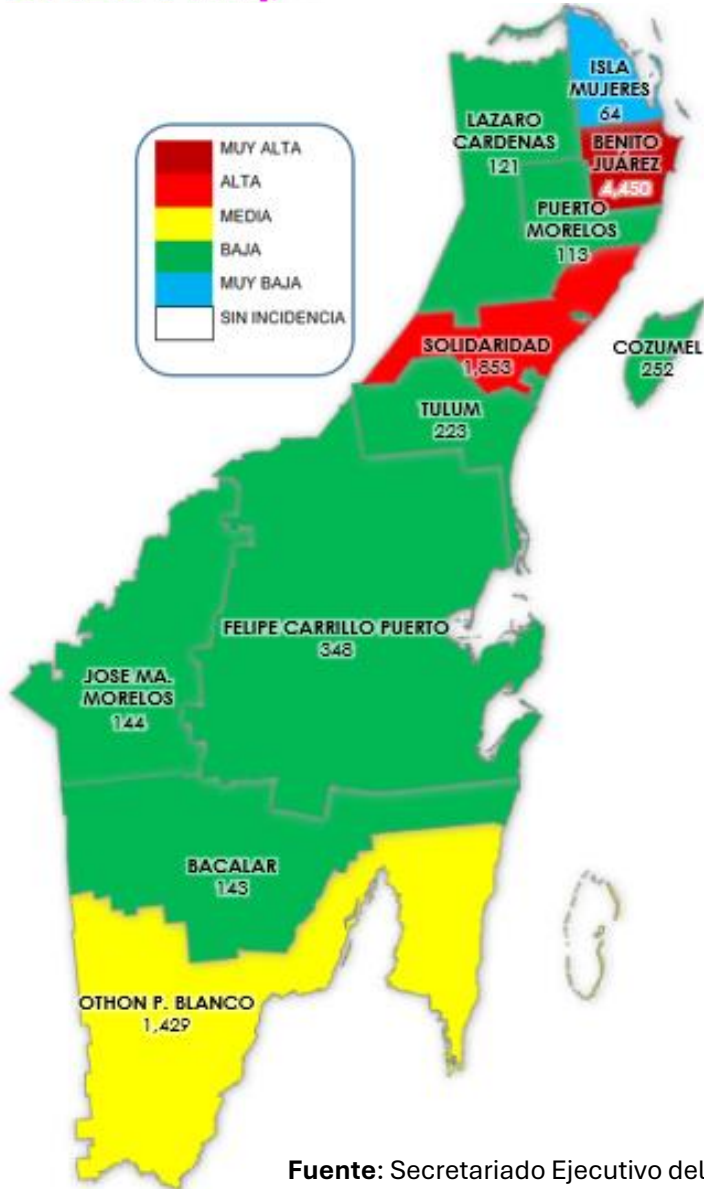 MUY ALTA
ALTA
MEDIA
BAJA
MUY BAJA
SIN INCIDENCIA
ISLA
MUJERES
64
LAZARO
CARDENAS
121
BENITO
JUÁREZ
4,450
PUERTO
MORELOS
113
SOLIDARIDAD
1,853
COZUMEL
252
TULUM
223
FELIPE CARRILLO PUERTO
348
JOSE MA.
MORELOS
144
BACALAR
143
OTHON P. BLANCO
1,429
Fuente: Secretariado Ejecutivo del